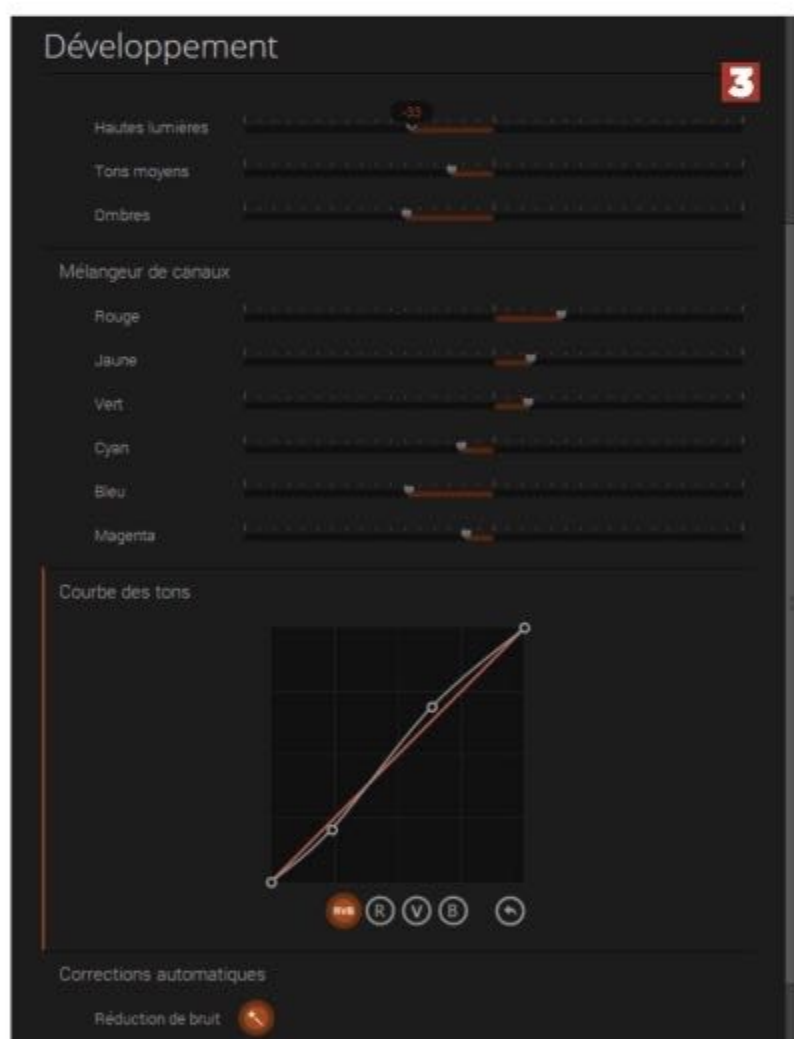 Développement
3
-33
Hautes lumières
Tons moyens
Ombres
Mélangeur de canaux
Rouge
Jaune
Vert
Cyan
Bleu
Magenta
Courbe des tons
RVB R V B
Corrections automatiques
Réduction de bruit